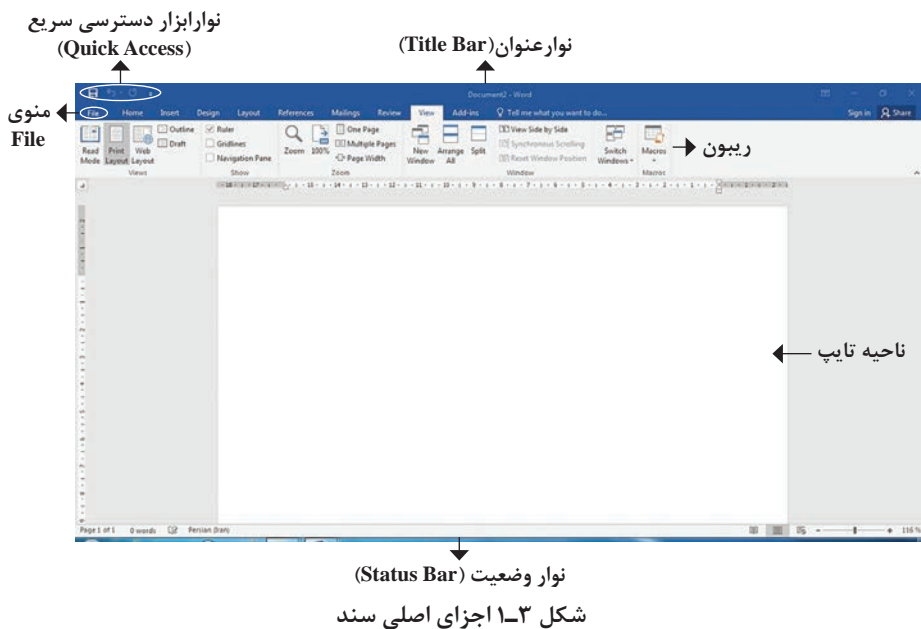 نوارابزار دسترسی سریع
(Quick Access)
نوارعنوان(Title Bar)
Document2 - Word
منوی
File
File Home Insert Design Layout References Mailings Review View Add-ins Tell me what you want to do... Sign in Share
Read Mode
Print Layout
Web Layout
Outline
Draft
Views
Ruler
Gridlines
Navigation Pane
Show
Zoom
100%
One Page
Multiple Pages
Page Width
Zoom
New Window
Arrange All
Split
View Side by Side
Synchronous Scrolling
Reset Window Position
Window
Switch Windows
Macros
Macros
ریبون
ناحیه تایپ
Page 1 of 1 0 words Persian (Iran) 116%
نوار وضعیت (Status Bar)
شکل ۳ــ۱ اجزای اصلی سند